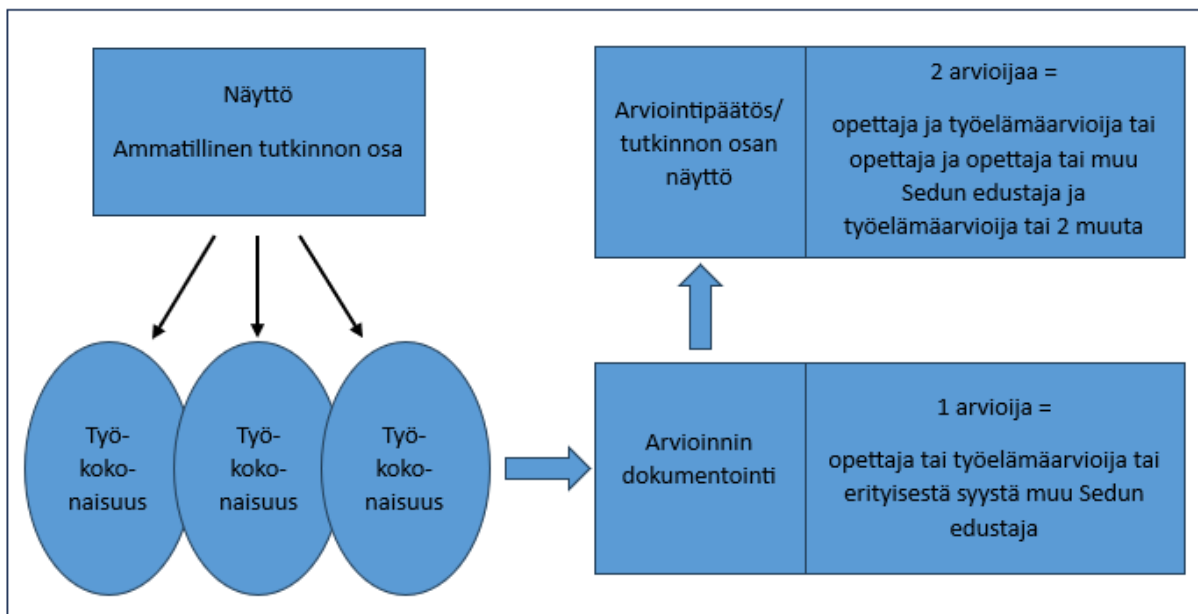 Näyttö
Ammatillinen tutkinnon osa
Työ-
koko-
naisuus
Työ-
koko-
naisuus
Työ-
koko-
naisuus
Arvioinnin
dokumentointi
1 arvioija =
opettaja tai työelämäarvioija tai
erityisestä syystä muu Sedun
edustaja
Arviointipäätös/
tutkinnon osan
näyttö
2 arvioijaa =
opettaja ja työelämäarvioija tai
opettaja ja opettaja tai muu
Sedun edustaja ja
työelämäarvioija tai 2 muuta